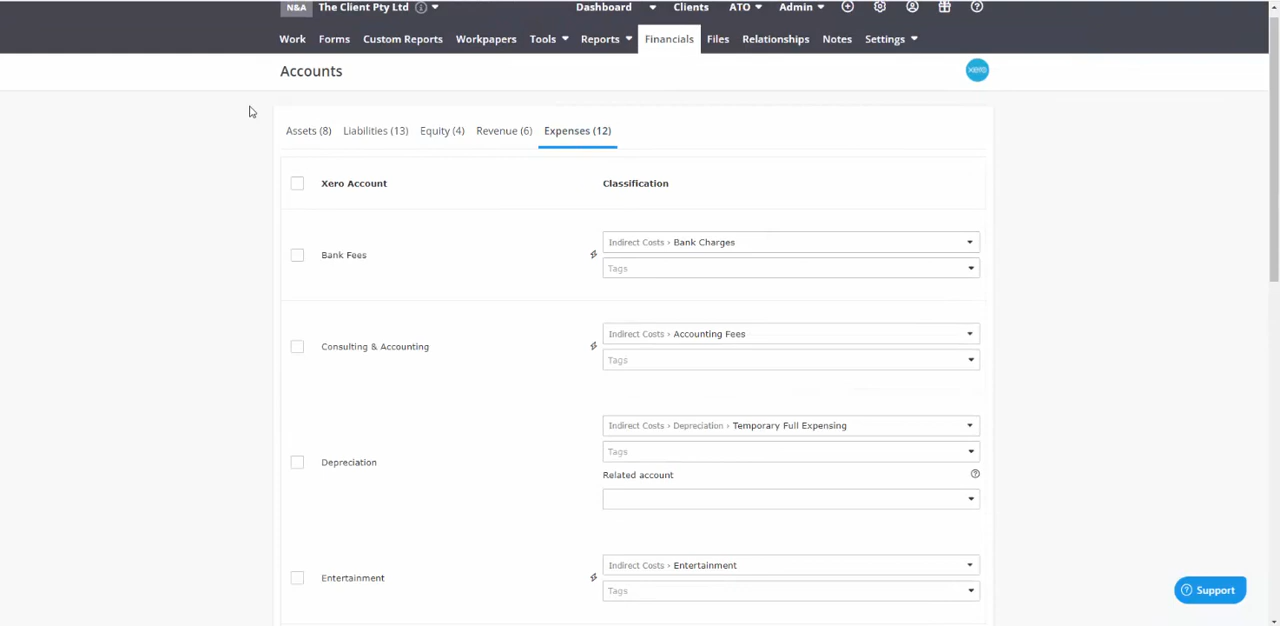 N&A The Client Pty Ltd Dashboard Clients ATO Admin
Work Forms Custom Reports Workpapers Tools Reports Financials Files Relationships Notes Settings
Accounts
xero
Assets (8) Liabilities (13) Equity (4) Revenue (6) Expenses (12)
Xero Account Classification
Indirect Costs › Bank Charges
Bank Fees
Tags
Indirect Costs › Accounting Fees
Consulting & Accounting
Tags
Indirect Costs › Depreciation › Temporary Full Expensing
Tags
Depreciation
Related account
Indirect Costs › Entertainment
Entertainment
Tags
Support